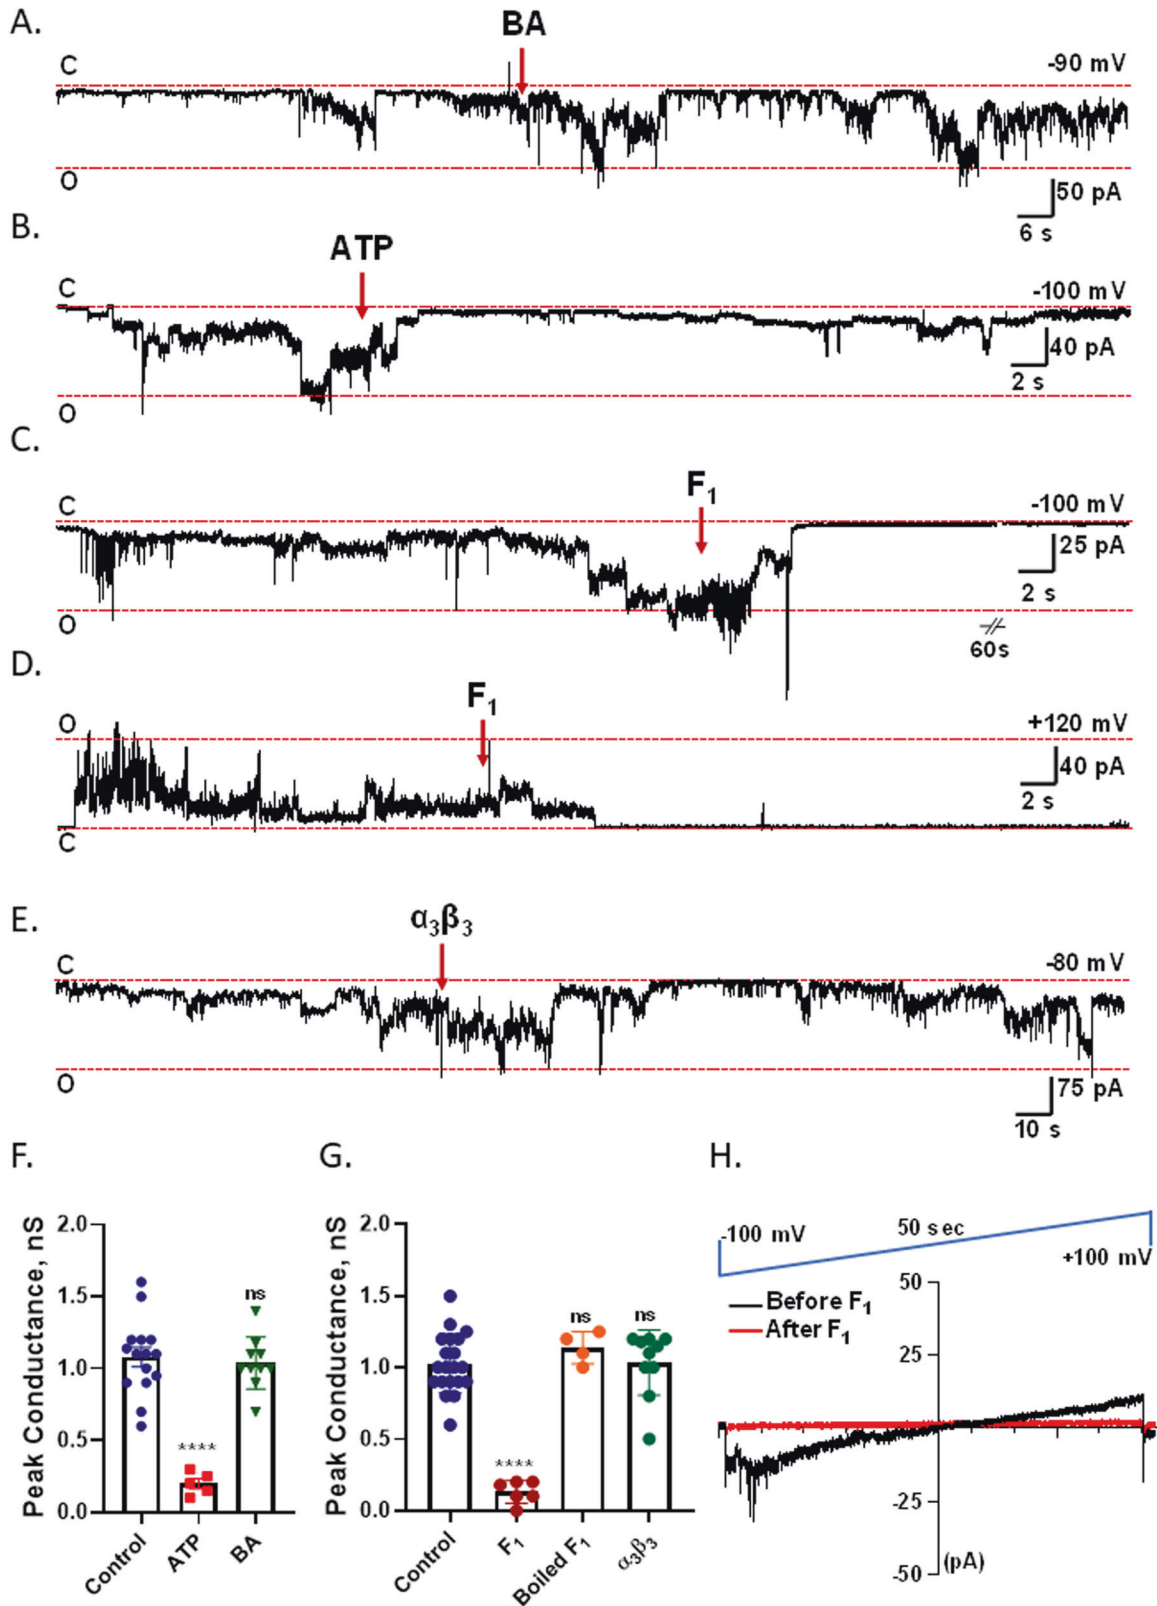 A.
BA
C
-90 mV
O
50 pA
6 s
B.
ATP
C
-100 mV
40 pA
2 s
O
C.
F₁
C
-100 mV
25 pA
2 s
O
60s
D.
F₁
O
+120 mV
40 pA
2 s
C
E.
α₃β₃
C
-80 mV
O
75 pA
10 s
F.
Peak Conductance, nS
2.0
1.5
1.0
0.5
0.0
ns
****
Control
ATP
BA
G.
Peak Conductance, nS
2.0
1.5
1.0
0.5
0.0
****
ns
ns
Control
F₁
Boiled F₁
α₃β₃
H.
-100 mV
50 sec
+100 mV
Before F₁
After F₁
50
25
-25
-50
(pA)